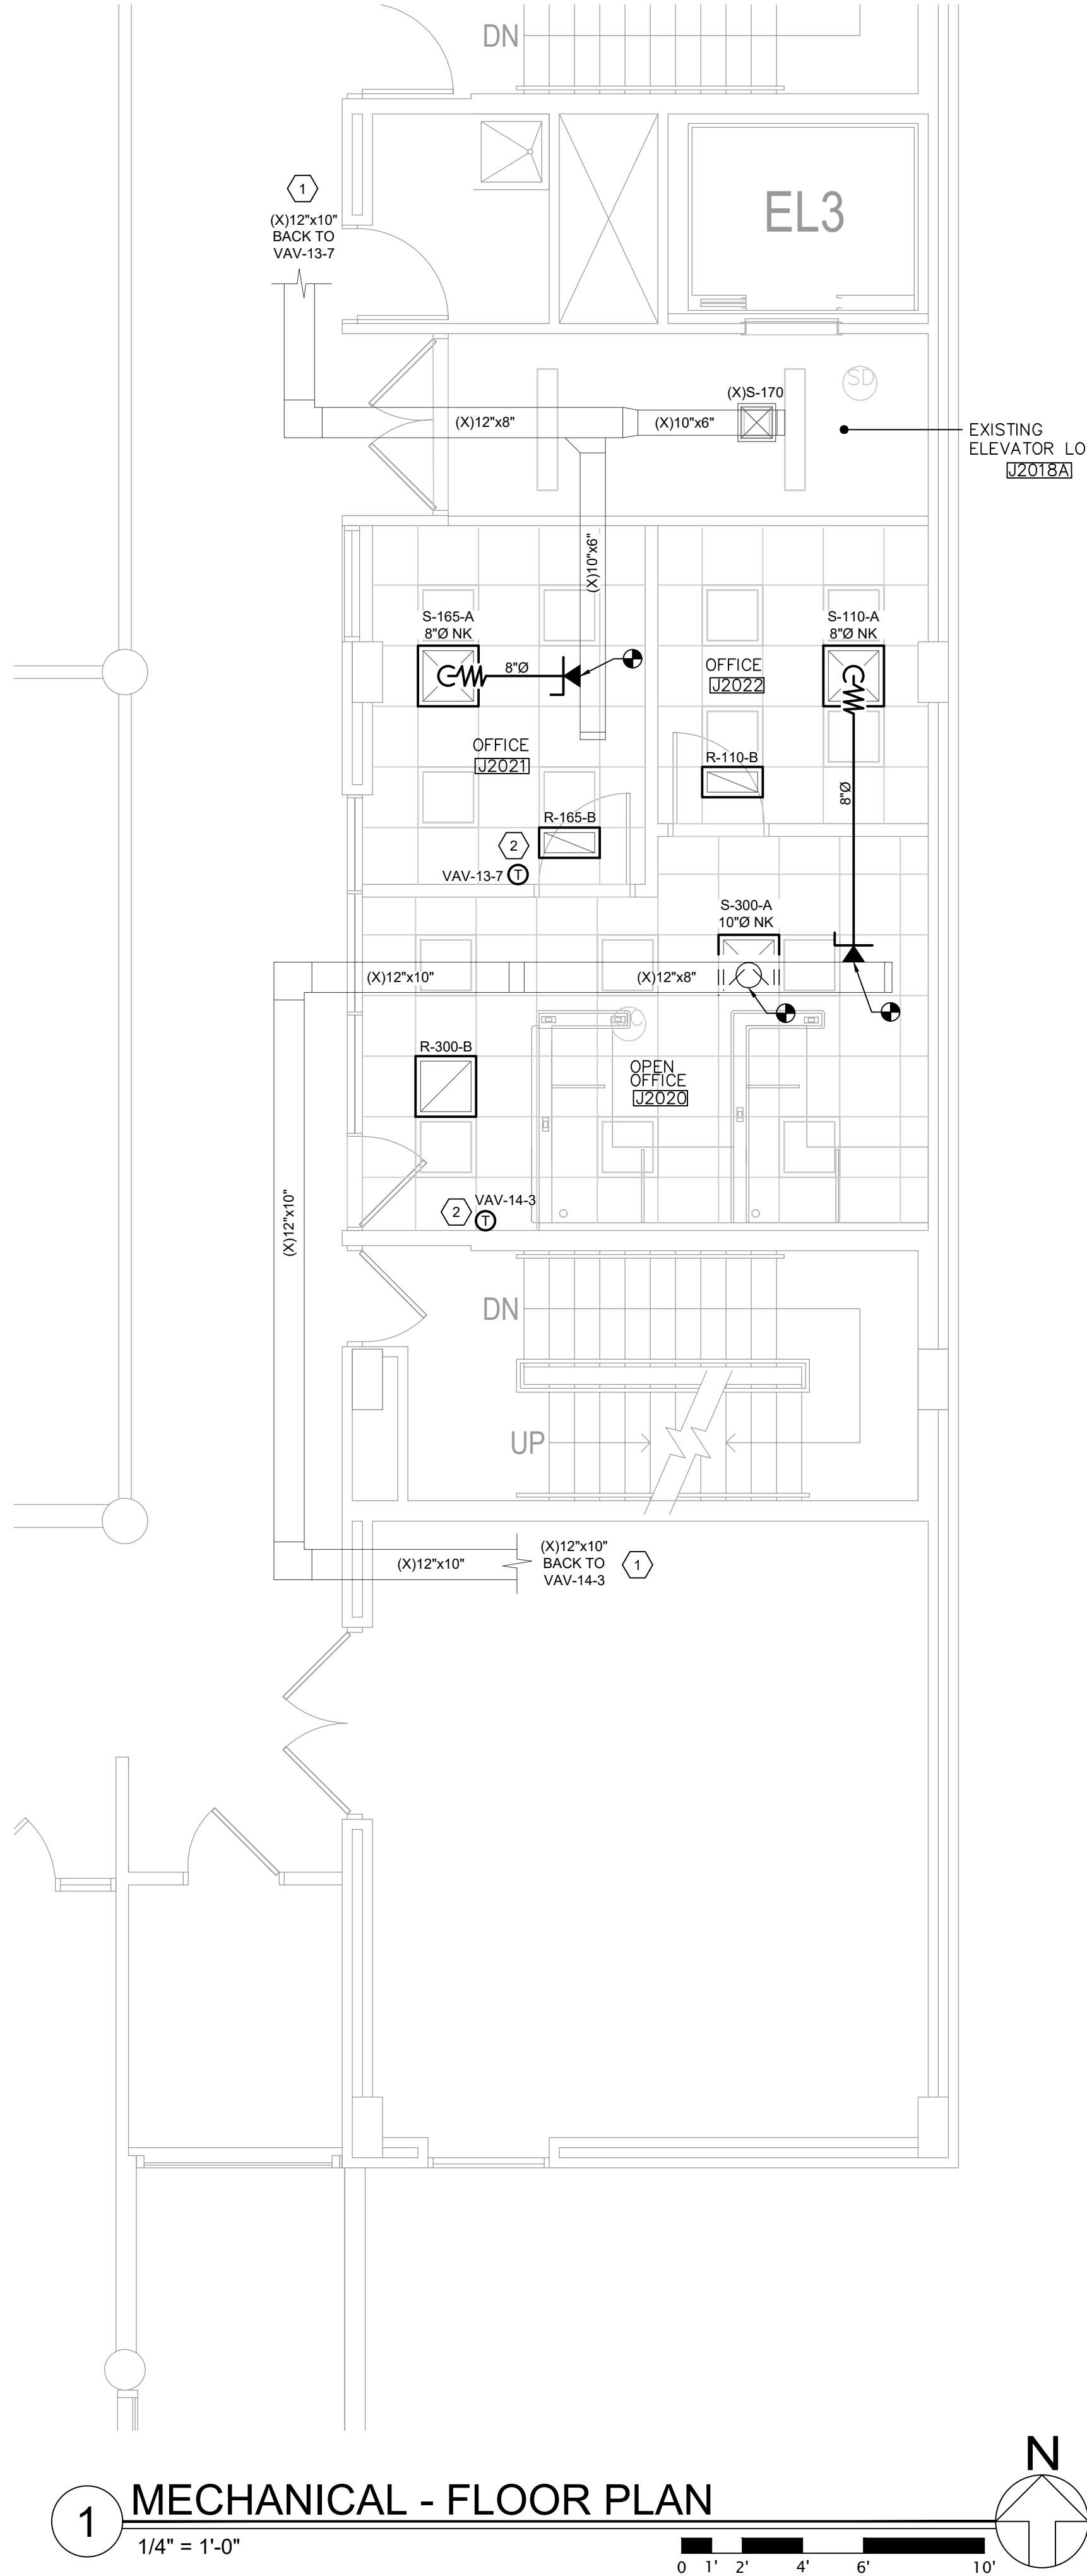 DN
EL3
1
(X)12"x10"
BACK TO
VAV-13-7
(X)S-170
SD
(X)12"x8"
(X)10"x6"
EXISTING
ELEVATOR LO
J2018A
(X)10"x6"
S-165-A
8"Ø NK
8"Ø
OFFICE
J2021
S-110-A
8"Ø NK
OFFICE
J2022
R-110-B
8"Ø
R-165-B
2
VAV-13-7
T
S-300-A
10"Ø NK
(X)12"x10"
(X)12"x8"
R-300-B
OPEN
OFFICE
J2020
(X)12"x10"
2
VAV-14-3
T
DN
UP
(X)12"x10"
(X)12"x10"
BACK TO
VAV-14-3
1
N
1
MECHANICAL - FLOOR PLAN
1/4" = 1'-0"
0 1' 2' 4' 6' 10'